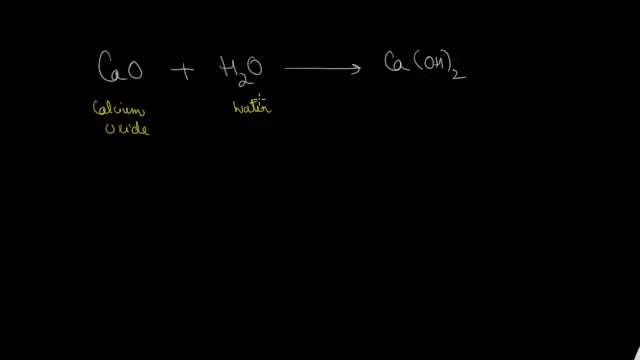 CaO + H₂O ⟶ Ca(OH)₂
Calcium oxide
water